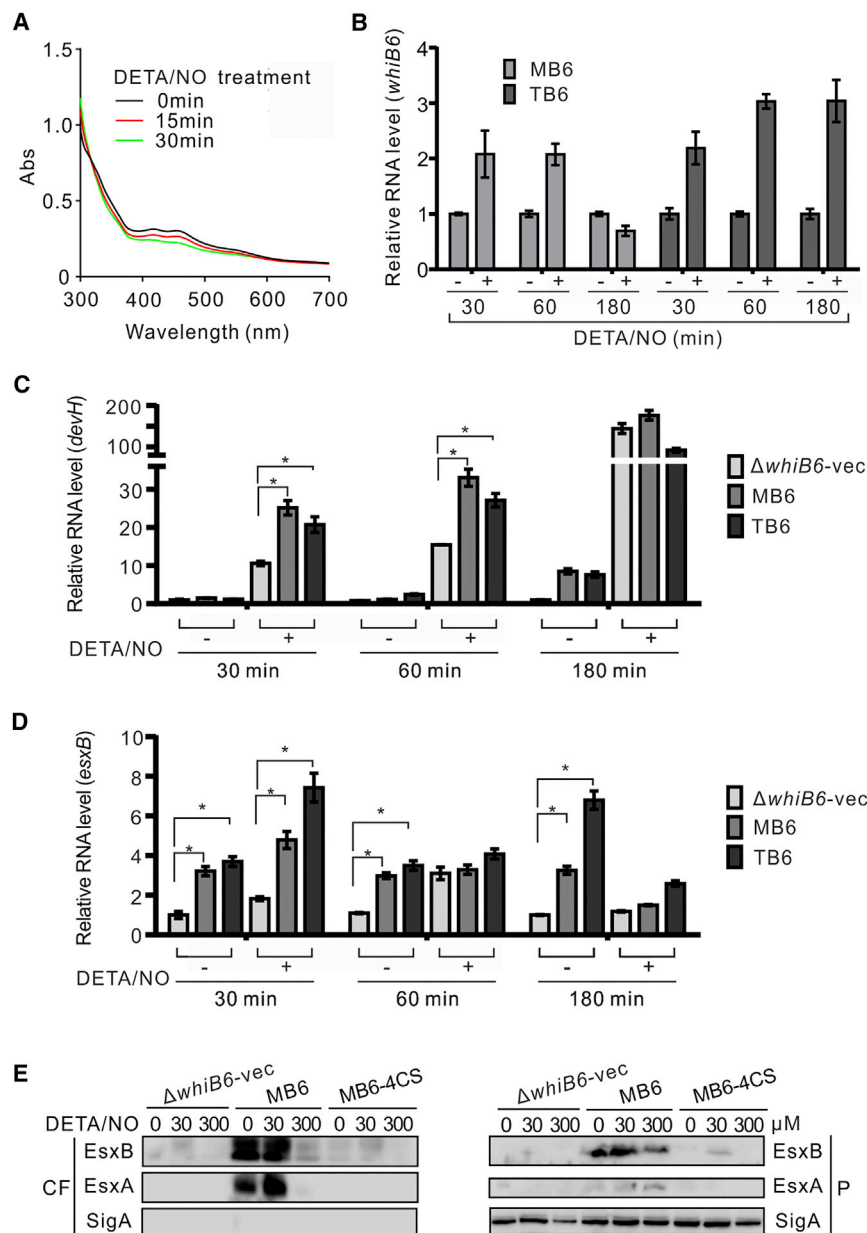 A
1.5
1.0
0.5
0
Abs
DETA/NO treatment
0min
15min
30min
300 400 500 600 700
Wavelength (nm)
B
Relative RNA level (whiB6)
4
3
2
1
0
MB6
TB6
- + - + - + - + - + - +
30 60 180 30 60 180
DETA/NO (min)
C
Relative RNA level (devH)
200
100
30
20
10
0
* * * *
ΔwhiB6-vec
MB6
TB6
DETA/NO - + - + - +
30 min 60 min 180 min
D
Relative RNA level (esxB)
10
8
6
4
2
0
* * * * * * * *
ΔwhiB6-vec
MB6
TB6
DETA/NO - + - + - +
30 min 60 min 180 min
E
ΔwhiB6-vec MB6 MB6-4CS
DETA/NO 0 30 300 0 30 300 0 30 300
CF
EsxB
EsxA
SigA
ΔwhiB6-vec MB6 MB6-4CS
0 30 300 0 30 300 0 30 300 µM
EsxB
EsxA
SigA
P